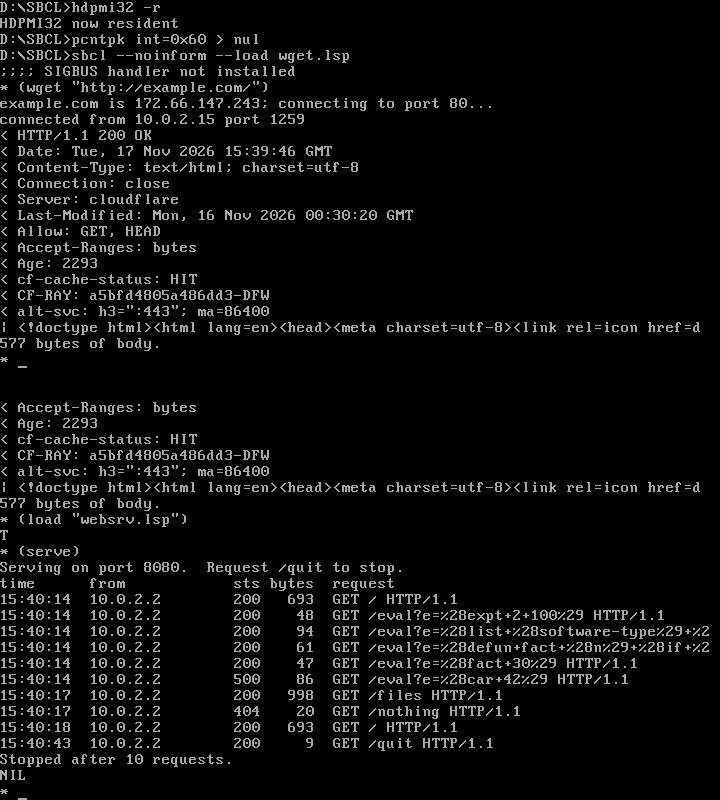 D:\SBCL>hdpmi32 -r
HDPMI32 now resident
D:\SBCL>pcntpk int=0x60 > nul
D:\SBCL>sbcl --noinform --load wget.lsp
;;;; SIGBUS handler not installed
* (wget "http://example.com/")
example.com is 172.66.147.243; connecting to port 80...
connected from 10.0.2.15 port 1259
< HTTP/1.1 200 OK
< Date: Tue, 17 Nov 2026 15:39:46 GMT
< Content-Type: text/html; charset=utf-8
< Connection: close
< Server: cloudflare
< Last-Modified: Mon, 16 Nov 2026 00:30:20 GMT
< Allow: GET, HEAD
< Accept-Ranges: bytes
< Age: 2293
< cf-cache-status: HIT
< CF-RAY: a5bfd4805a486dd3-DFW
< alt-svc: h3=":443"; ma=86400
| <!doctype html><html lang=en><head><meta charset=utf-8><link rel=icon href=d
577 bytes of body.
* _
< Accept-Ranges: bytes
< Age: 2293
< cf-cache-status: HIT
< CF-RAY: a5bfd4805a486dd3-DFW
< alt-svc: h3=":443"; ma=86400
| <!doctype html><html lang=en><head><meta charset=utf-8><link rel=icon href=d
577 bytes of body.
* (load "websrv.lsp")
T
* (serve)
Serving on port 8080.  Request /quit to stop.
time      from            sts bytes  request
15:40:14  10.0.2.2        200   693  GET / HTTP/1.1
15:40:14  10.0.2.2        200    48  GET /eval?e=%28expt+2+100%29 HTTP/1.1
15:40:14  10.0.2.2        200    94  GET /eval?e=%28list+%28software-type%29+%2
15:40:14  10.0.2.2        200    61  GET /eval?e=%28defun+fact+%28n%29+%28if+%2
15:40:14  10.0.2.2        200    47  GET /eval?e=%28fact+30%29 HTTP/1.1
15:40:14  10.0.2.2        500    86  GET /eval?e=%28car+42%29 HTTP/1.1
15:40:17  10.0.2.2        200   998  GET /files HTTP/1.1
15:40:17  10.0.2.2        404    20  GET /nothing HTTP/1.1
15:40:18  10.0.2.2        200   693  GET / HTTP/1.1
15:40:43  10.0.2.2        200     9  GET /quit HTTP/1.1
Stopped after 10 requests.
NIL
* _